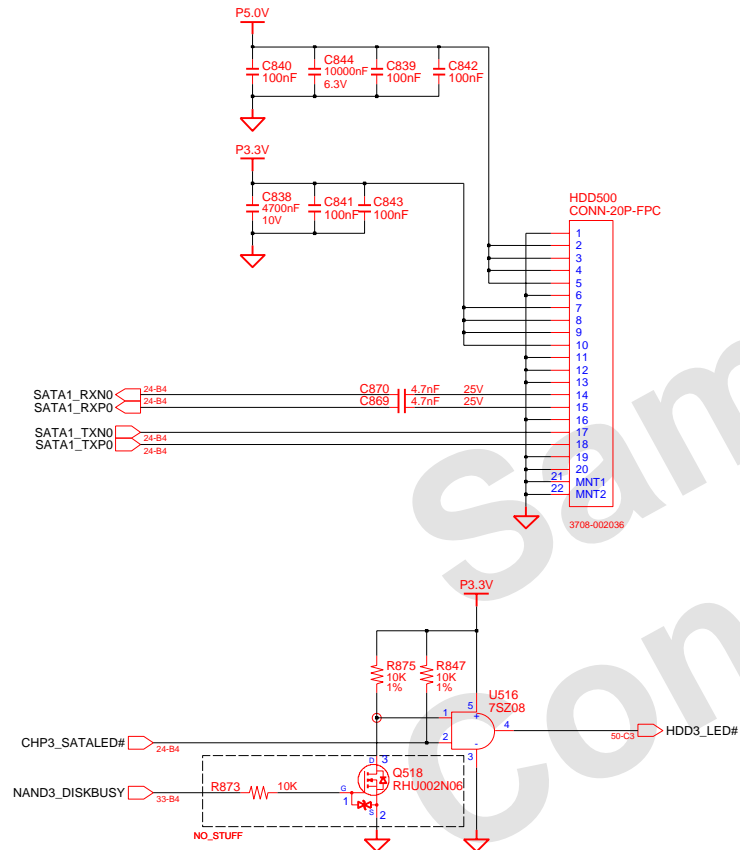 P5.0V
C840
100nF
C844
10000nF
6.3V
C839
100nF
C842
100nF
P3.3V
C838
4700nF
10V
C841
100nF
C843
100nF
HDD500
CONN-20P-FPC
1
2
3
4
5
6
7
8
9
10
11
12
13
SATA1_RXN0
24-B4
C870
4.7nF
25V
14
SATA1_RXP0
24-B4
C869
4.7nF
25V
15
16
SATA1_TXN0
24-B4
17
SATA1_TXP0
24-B4
18
19
20
21
MNT1
22
MNT2
3708-002036
P3.3V
R875
10K
1%
R847
10K
1%
U516
7SZ08
5
+
1
2
-
4
3
CHP3_SATALED#
24-B4
50-C3
HDD3_LED#
NAND3_DISKBUSY
33-B4
R873
10K
D
3
G
1
S
2
Q518
RHU002N06
NO_STUFF
Sam
Con